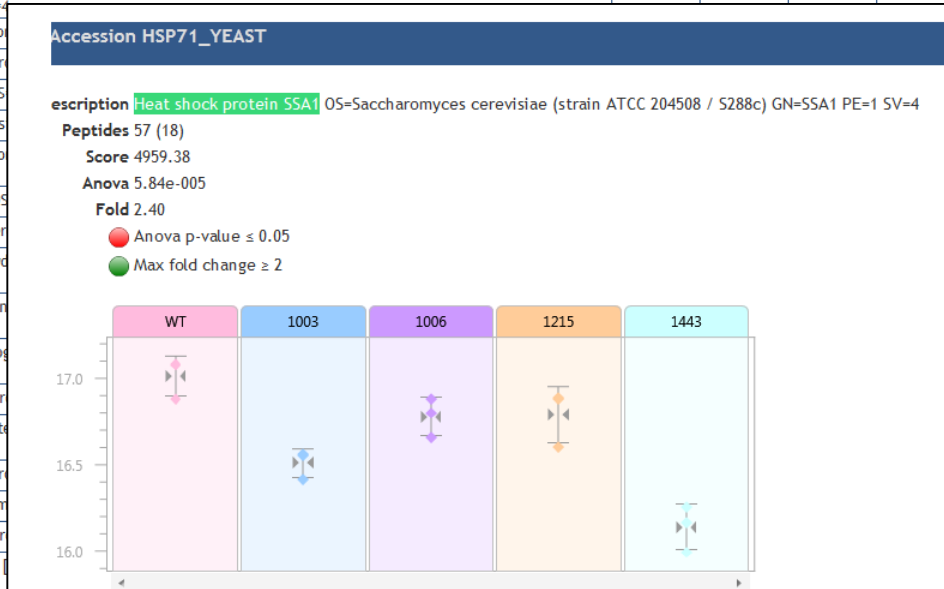 Accession HSP71_YEAST
escription Heat shock protein SSA1 OS=Saccharomyces cerevisiae (strain ATCC 204508 / S288c) GN=SSA1 PE=1 SV=4
Peptides 57 (18)
Score 4959.38
Anova 5.84e-005
Fold 2.40
Anova p-value ≤ 0.05
Max fold change ≥ 2
WT 1003 1006 1215 1443
17.0
16.5
16.0